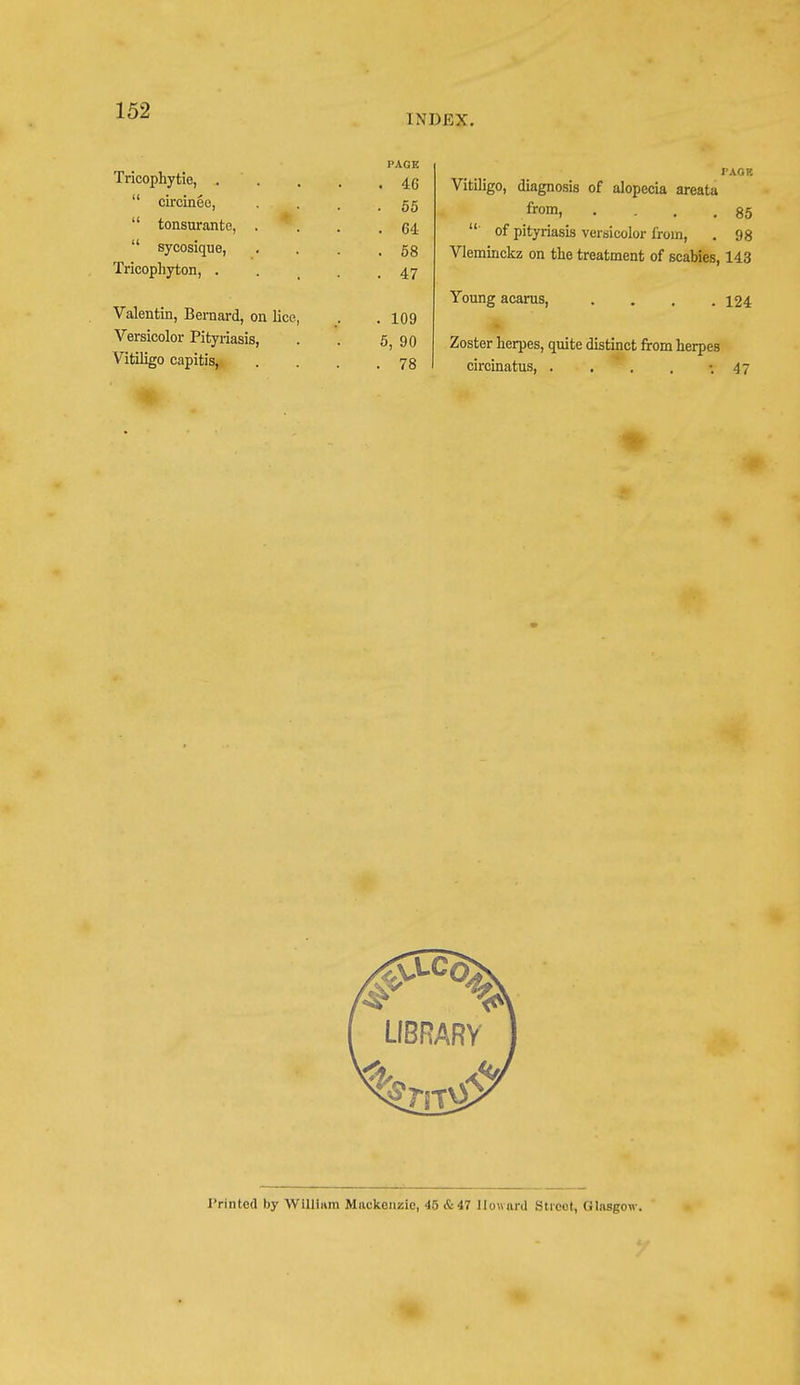 152
INDEX.
PAGE
Tricophytie, . . . . . 46
“ circinée, . . . . 55
“ tonsurante, . . . . 64
“ sycosique, . . . . 58
Tricophyton, . . . . . 47
Valentin, Bernard, on lice, . . 109
Versicolor Pityriasis, . . 5, 90
Vitiligo capitis, . . . . 78
PAGE
Vitiligo, diagnosis of alopecia areata
from, . . . . 85
“ of pityriasis versicolor from, . 98
Vleminckz on the treatment of scabies, 143
Young acarus, . . . . 124
Zoster herpes, quite distinct from herpes
circinatus, . . . . . 47
WELLCOME
LIBRARY
INSTITUTE
Printed by William Mackenzie, 45 & 47 Howard Street, Glasgow.